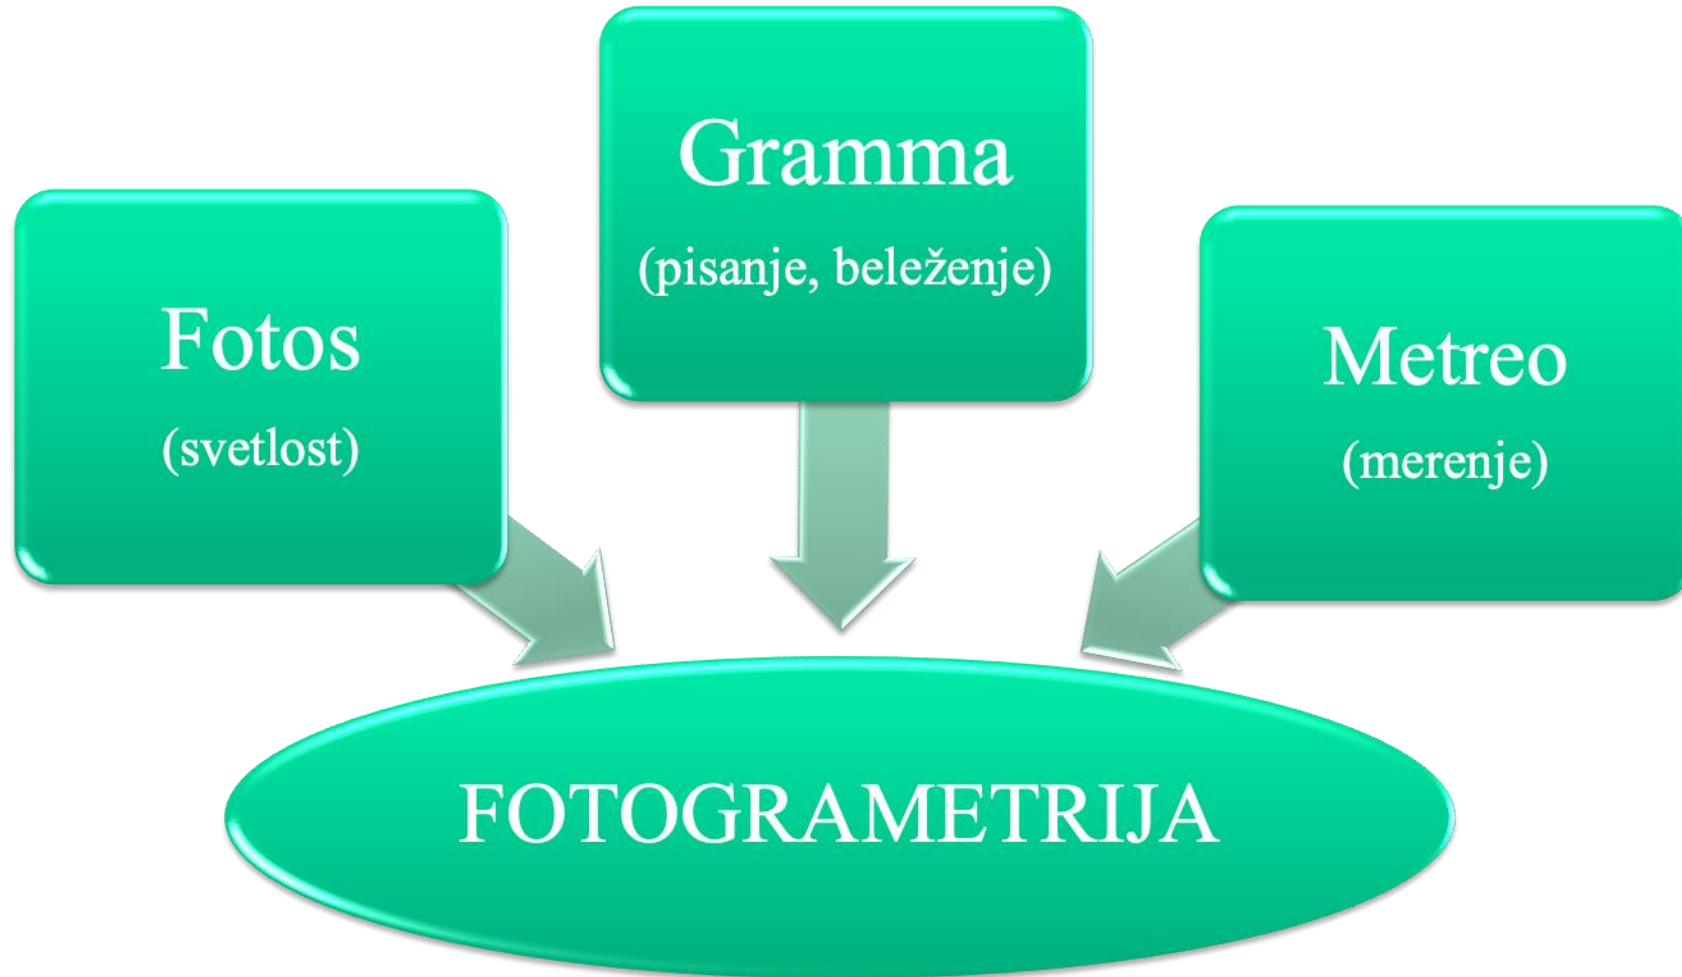 Fotos
(svetlost)
Gramma
(pisanje, beleženje)
Metreo
(merenje)
FOTOGRAMETRIJA